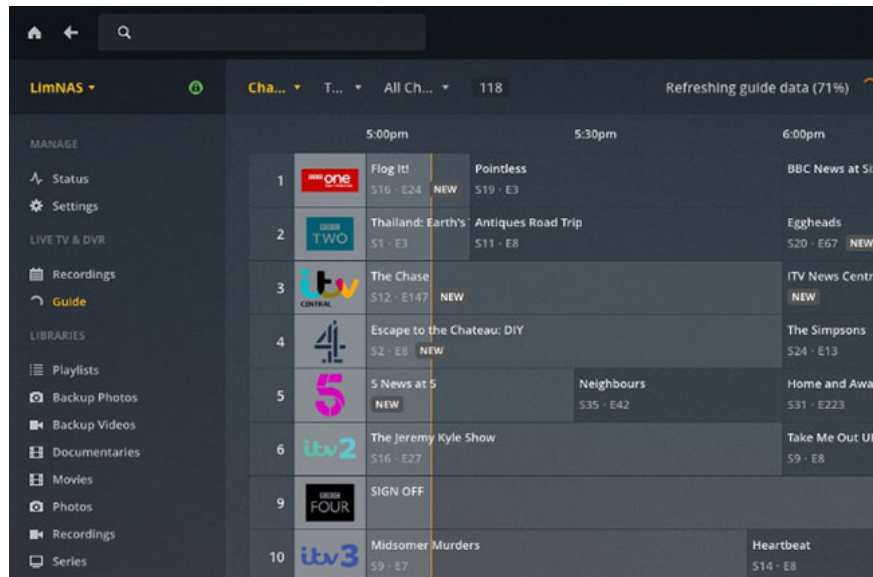 LimNAS
Cha... T... All Ch... 118 Refreshing guide data (71%)
MANAGE
Status
Settings
LIVE TV & DVR
Recordings
Guide
LIBRARIES
Playlists
Backup Photos
Backup Videos
Documentaries
Movies
Photos
Recordings
Series
5:00pm 5:30pm 6:00pm
1 BBC one Flog It! Pointless BBC News at Si
S16 · E24 NEW S19 · E3
2 BBC TWO Thailand: Earth's Antiques Road Trip Eggheads
S1 · E3 S11 · E8 S20 · E67 NEW
3 itv CENTRAL The Chase ITV News Centr
S12 · E147 NEW NEW
4 4 Escape to the Chateau: DIY The Simpsons
S2 · E8 NEW S24 · E13
5 5 5 News at 5 Neighbours Home and Awa
NEW S35 · E42 S31 · E223
6 itv2 The Jeremy Kyle Show Take Me Out U
S16 · E27 S9 · E8
9 BBC FOUR SIGN OFF
10 itv3 Midsomer Murders Heartbeat
S9 · E7 S14 · E8